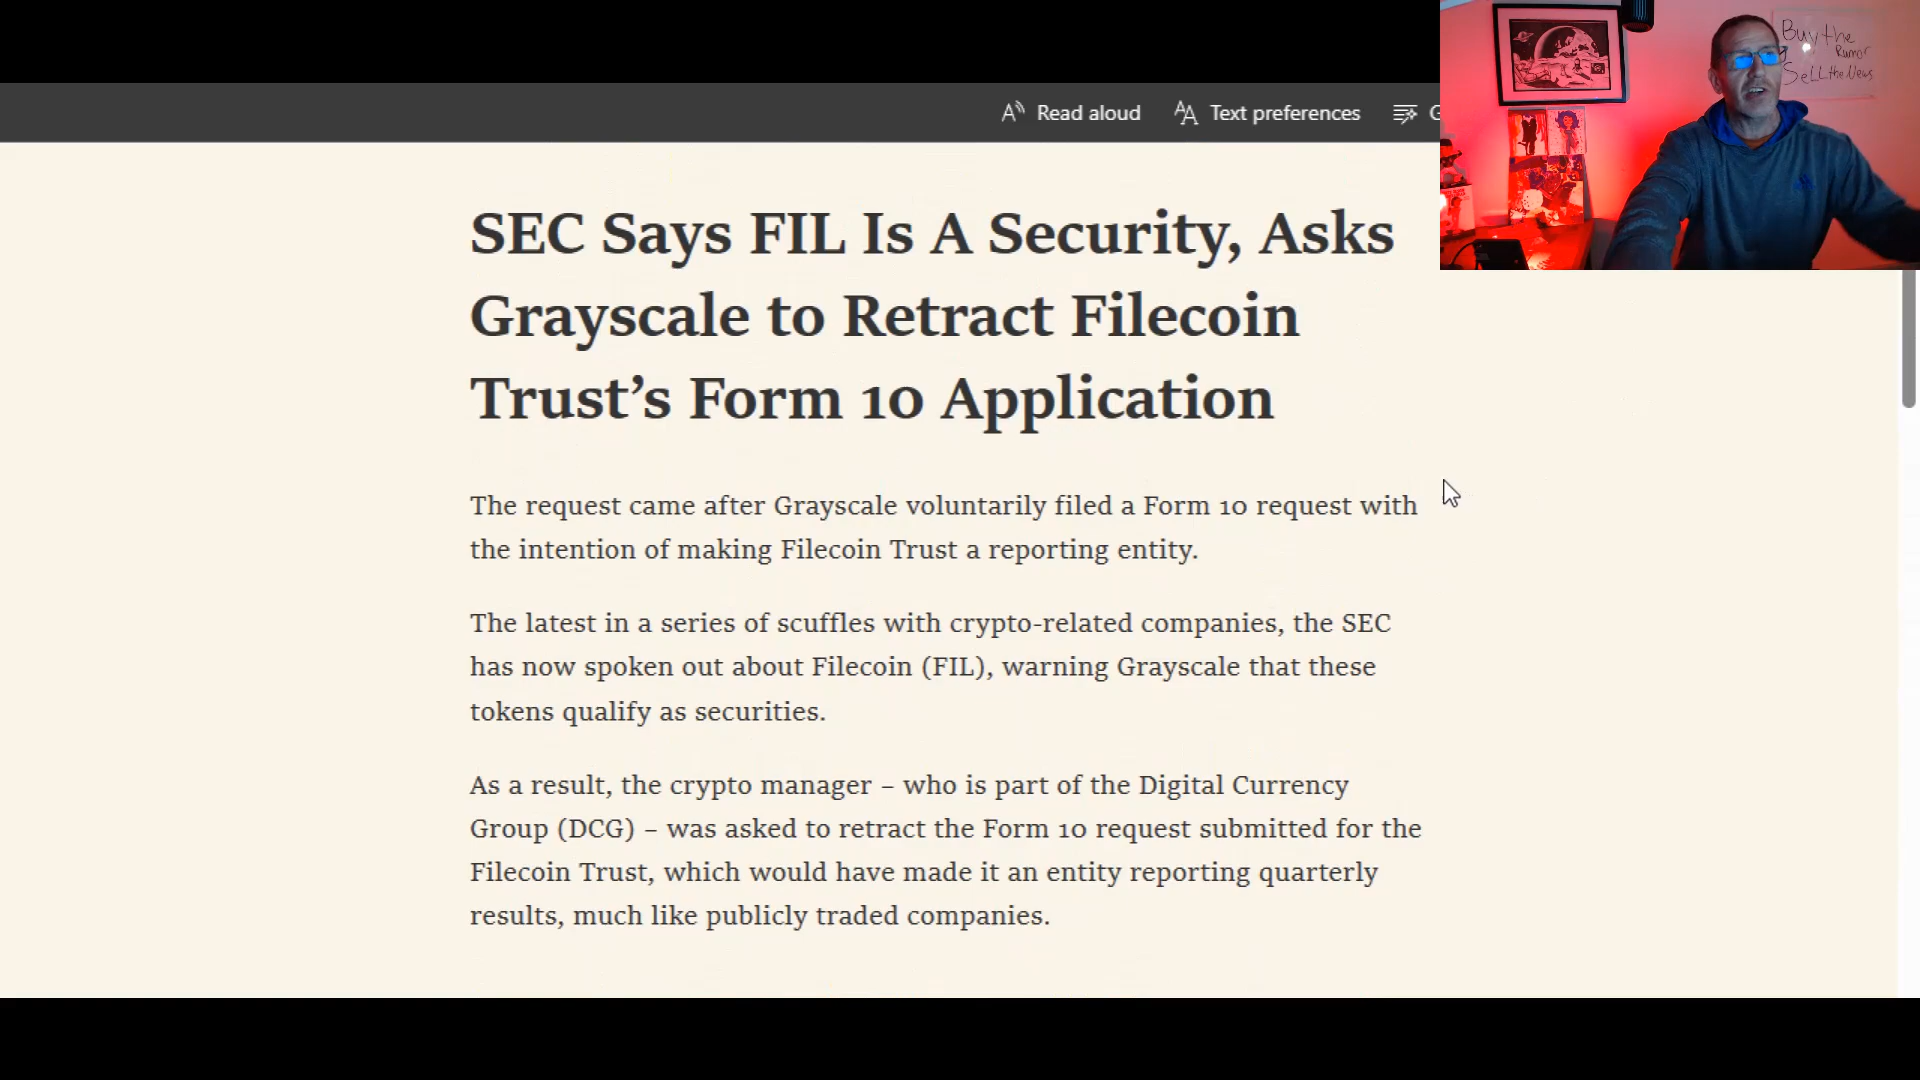 Read aloud
Text preferences
G
Buy the
Rumor
Sell the News
SEC Says FIL Is A Security, Asks
Grayscale to Retract Filecoin
Trust’s Form 10 Application
The request came after Grayscale voluntarily filed a Form 10 request with
the intention of making Filecoin Trust a reporting entity.
The latest in a series of scuffles with crypto-related companies, the SEC
has now spoken out about Filecoin (FIL), warning Grayscale that these
tokens qualify as securities.
As a result, the crypto manager – who is part of the Digital Currency
Group (DCG) – was asked to retract the Form 10 request submitted for the
Filecoin Trust, which would have made it an entity reporting quarterly
results, much like publicly traded companies.